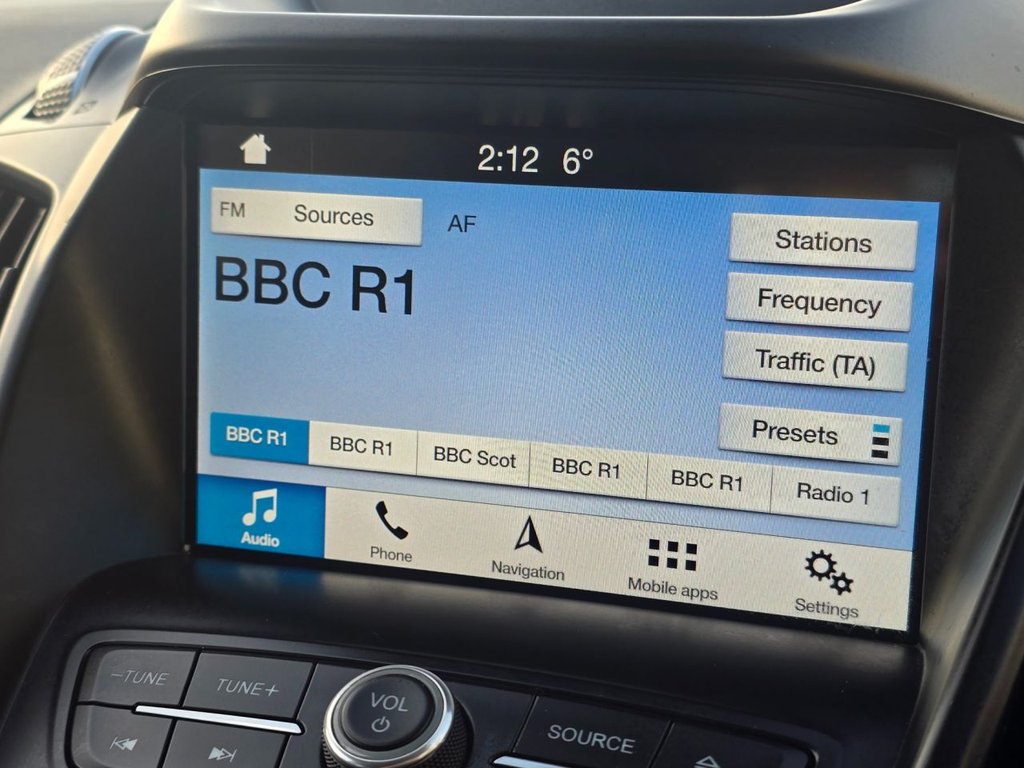 2:12 6°
FM Sources AF
Stations
BBC R1
Frequency
Traffic (TA)
Presets
BBC R1 BBC R1 BBC Scot BBC R1 BBC R1 Radio 1
Audio Phone Navigation Mobile apps Settings
-TUNE TUNE+ VOL
SOURCE